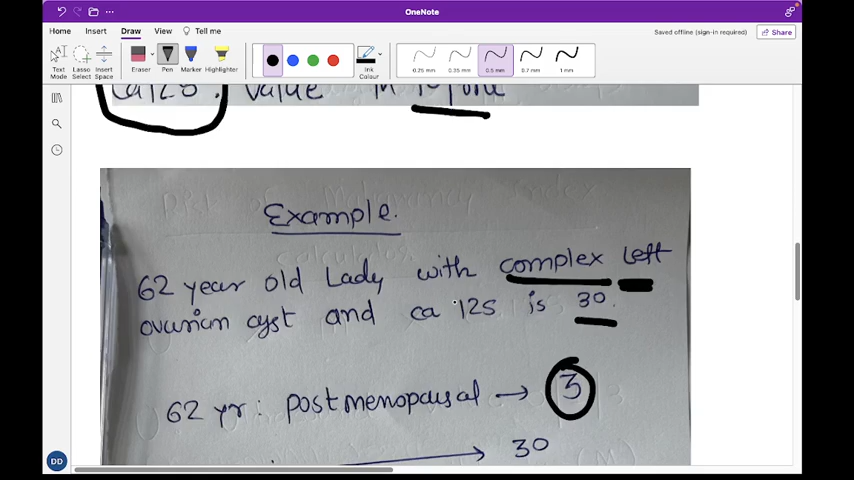 OneNote
Home Insert Draw View Tell me
Saved offline (sign-in required)
Share
Text Mode
Lasso Select
Insert Space
Eraser
Pen
Marker
Highlighter
Ink Colour
0.25 mm
0.35 mm
0.5 mm
0.7 mm
1 mm
Ca125 : value in
Example.
62 year old Lady with complex left
ovarian cyst and ca 125 is 30.
62 yr: postmenopausal → 3
→ 30
DD